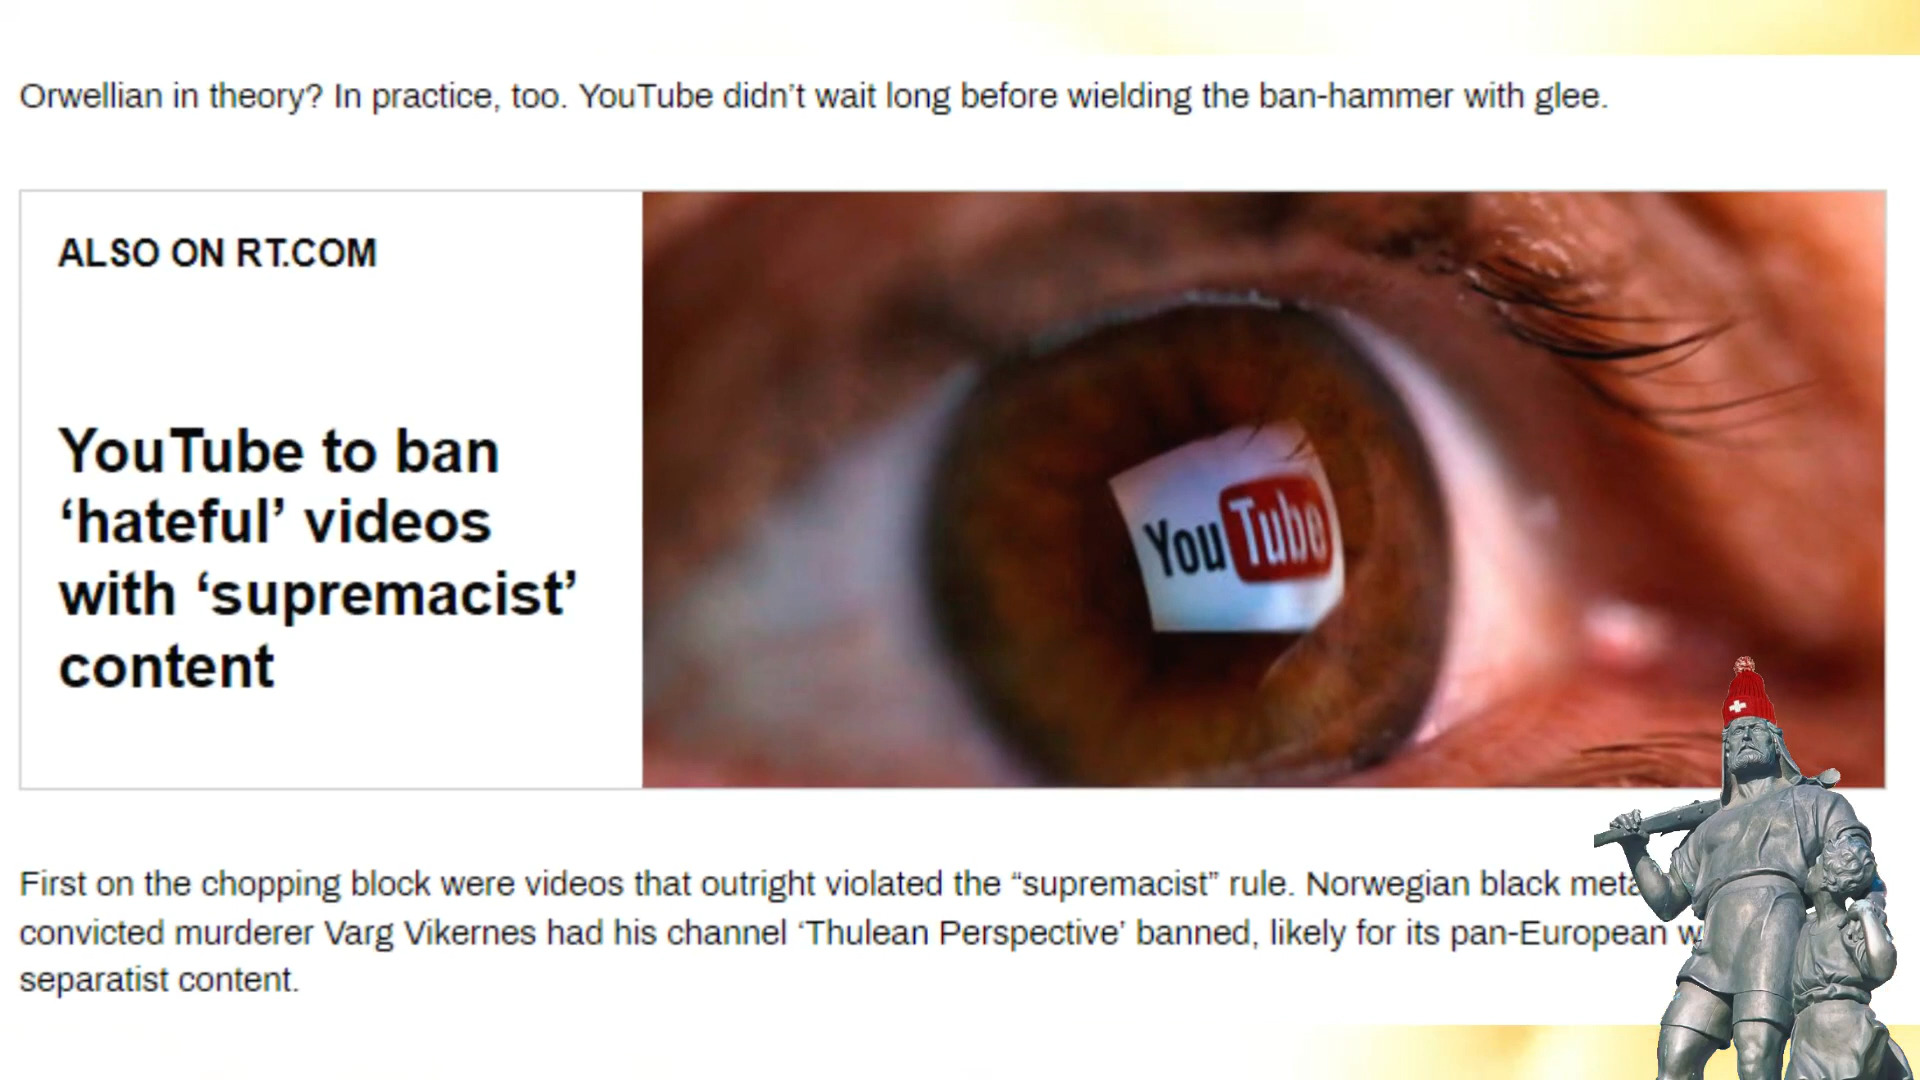 Orwellian in theory? In practice, too. YouTube didn’t wait long before wielding the ban-hammer with glee.
ALSO ON RT.COM
YouTube to ban
‘hateful’ videos
with ‘supremacist’
content
YouTube
First on the chopping block were videos that outright violated the “supremacist” rule. Norwegian black
convicted murderer Varg Vikernes had his channel ‘Thulean Perspective’ banned, likely for its pan-European
separatist content.